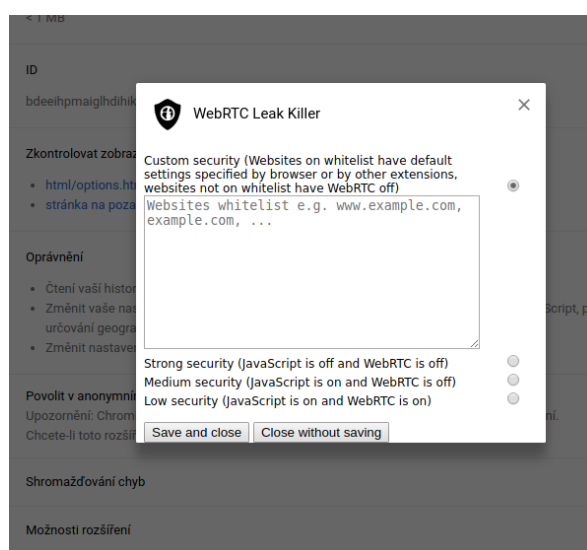 < 1 MB
ID
bdeeihpmaiglhdihik
WebRTC Leak Killer
Zkontrolovat zobraz
html/options.ht
stránka na poza
Custom security (Websites on whitelist have default
settings specified by browser or by other extensions,
websites not on whitelist have WebRTC off)
Websites whitelist e.g. www.example.com,
example.com, ...
Oprávnění
Čtení vaší histor
Změnit vaše nas
Script, p
určování geogra
Změnit nastaver
Strong security (JavaScript is off and WebRTC is off)
Medium security (JavaScript is on and WebRTC is off)
Low security (JavaScript is on and WebRTC is on)
Povolit v anonymní
Upozornění: Chrom
ní.
Chcete-li toto rozšíř
Save and close
Close without saving
Shromažďování chyb
Možnosti rozšíření